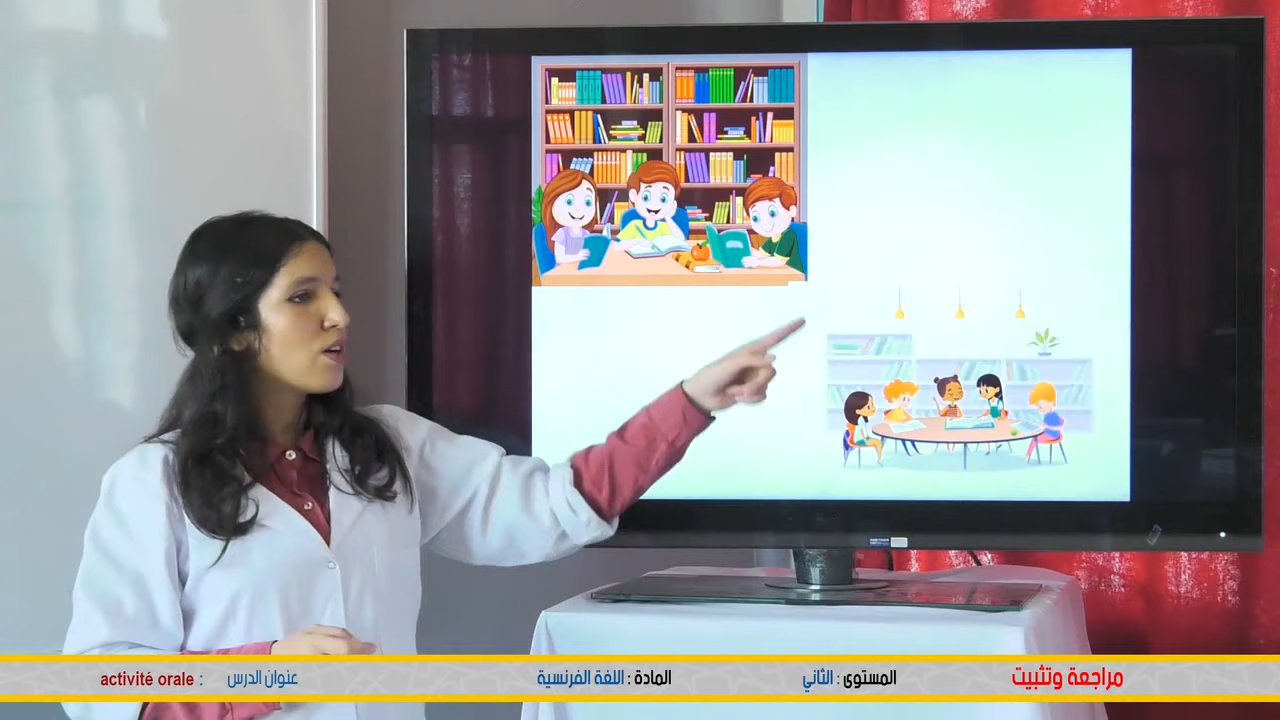 مراجعة وتثبيت
المستوى : الثاني
المادة : اللغة الفرنسية
عنوان الدرس : activité orale